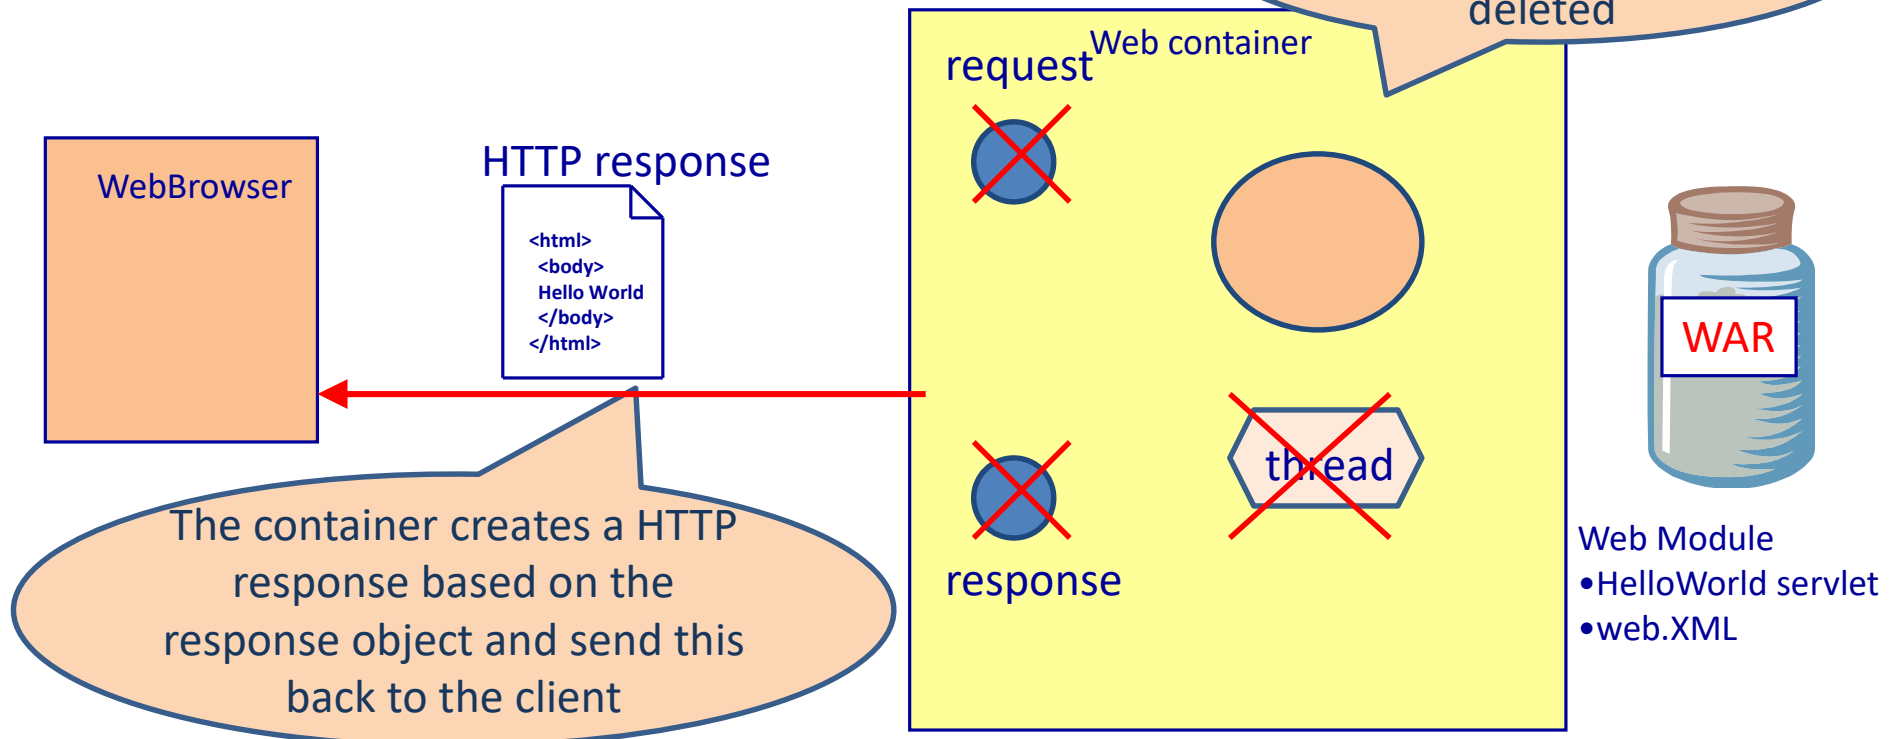 deleted
Web container
request
WebBrowser
HTTP response
<html>
<body>
Hello World
</body>
</html>
WAR
thread
The container creates a HTTP
response based on the
response object and send this
back to the client
response
Web Module
•HelloWorld servlet
•web.XML